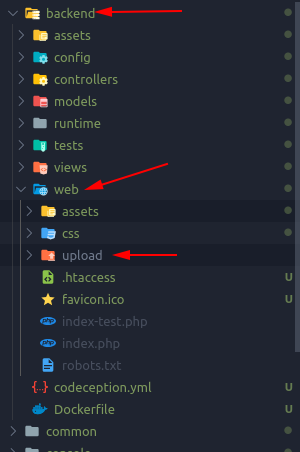 backend
assets
config
controllers
models
runtime
tests
views
web
assets
css
upload
.htaccess U
favicon.ico U
index-test.php
index.php
robots.txt
codeception.yml U
Dockerfile U
common